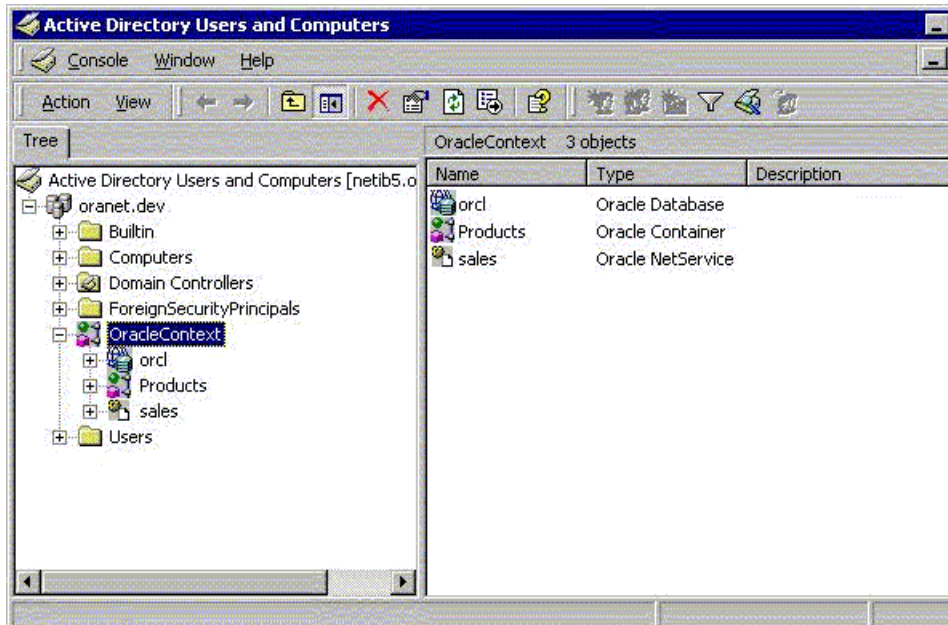 Active Directory Users and Computers
Console Window Help
Action View
Tree
OracleContext 3 objects
Active Directory Users and Computers [netib5.o
Name Type Description
oranet.dev
Builtin
Computers
Domain Controllers
ForeignSecurityPrincipals
OracleContext
orcl
Products
sales
Users
orcl Oracle Database
Products Oracle Container
sales Oracle NetService